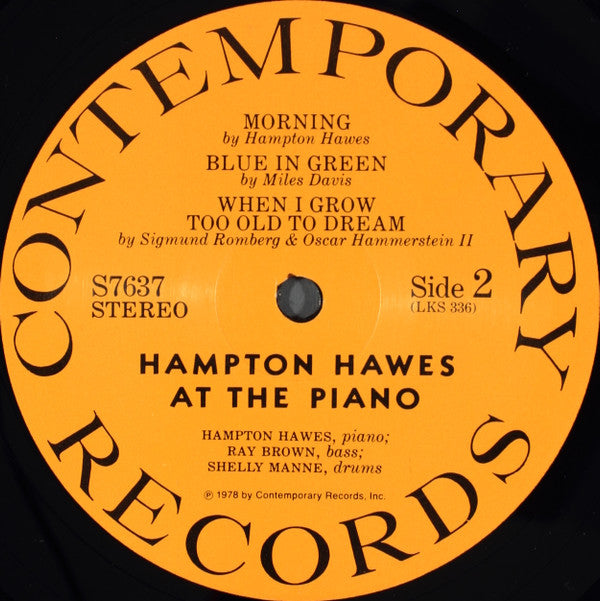 CONTEMPORARY
MORNING
by Hampton Hawes
BLUE IN GREEN
by Miles Davis
WHEN I GROW
TOO OLD TO DREAM
by Sigmund Romberg & Oscar Hammerstein II
S7637
STEREO
Side 2
(LKS 336)
HAMPTON HAWES
AT THE PIANO
HAMPTON HAWES, piano;
RAY BROWN, bass;
SHELLY MANNE, drums
℗ 1978 by Contemporary Records, Inc.
RECORDS